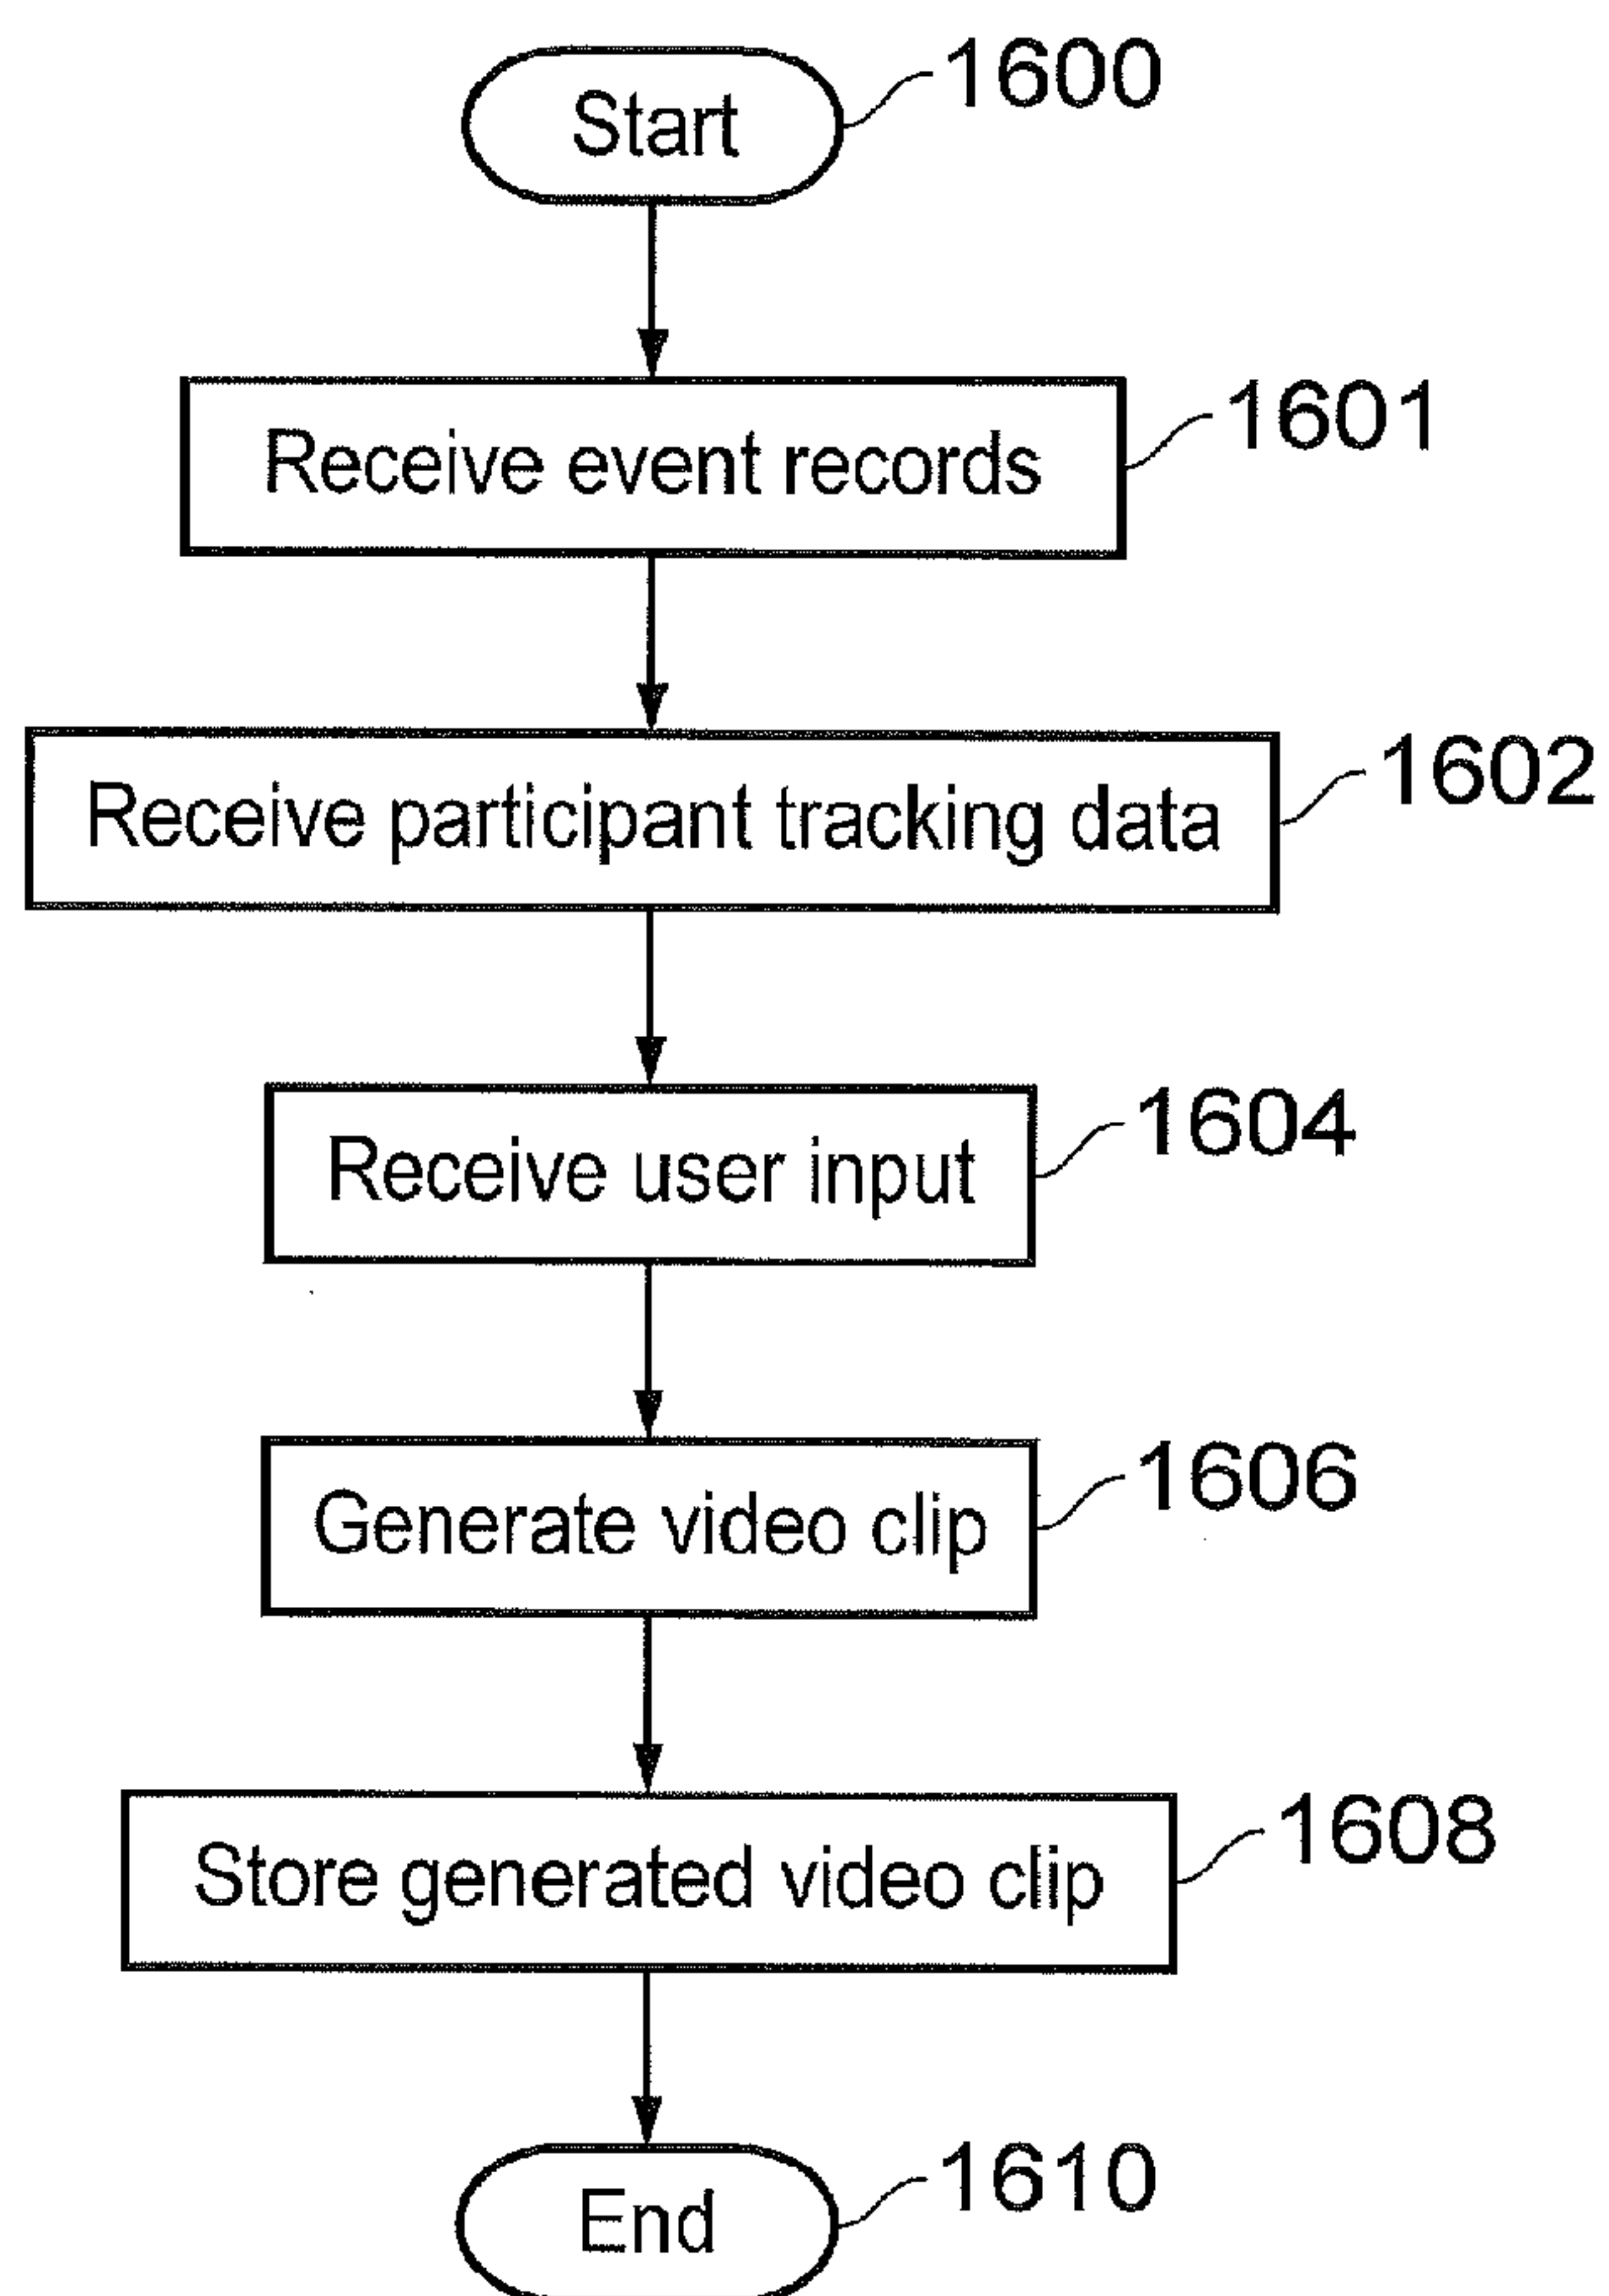 Start
1600
Receive event records
1601
Receive participant tracking data
1602
Receive user input
1604
Generate video clip
1606
Store generated video clip
1608
End
1610